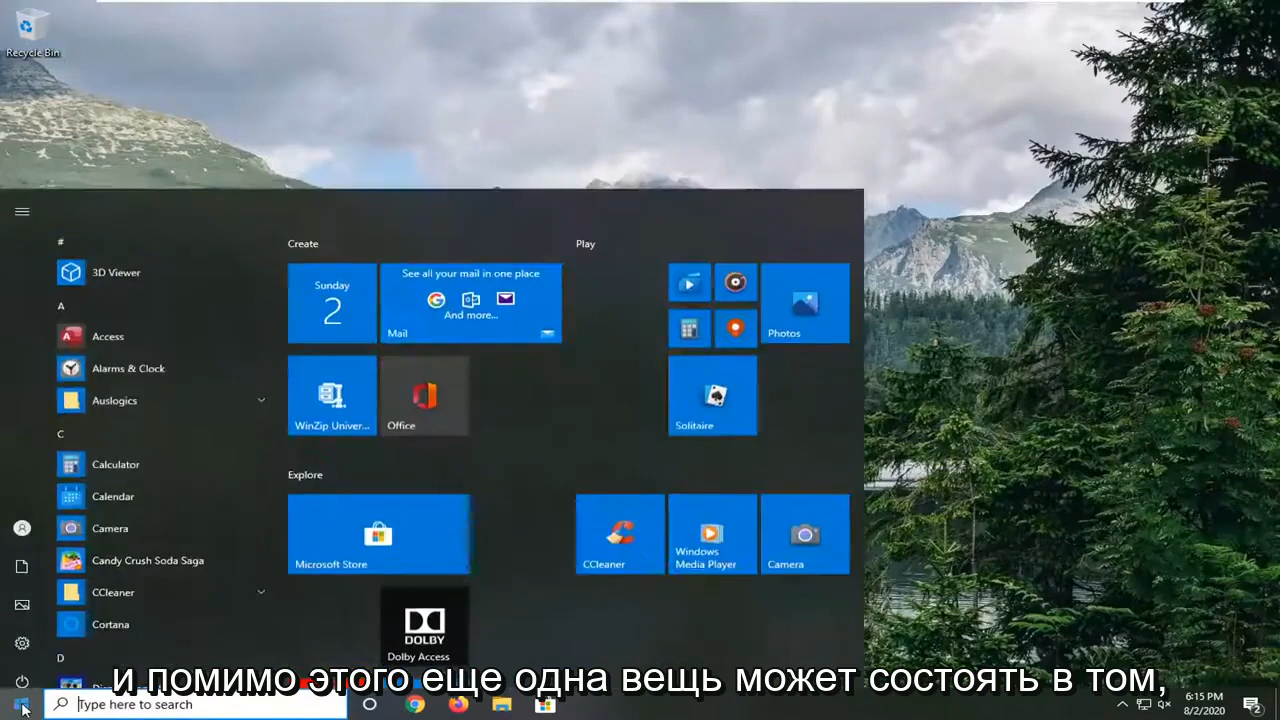 Recycle Bin
#
3D Viewer
A
Access
Alarms & Clock
Auslogics
C
Calculator
Calendar
Camera
Candy Crush Soda Saga
CCleaner
Cortana
D
Create
Sunday
2
See all your mail in one place
And more...
Mail
WinZip Univer...
Office
Explore
Microsoft Store
DOLBY
Dolby Access
Play
Photos
Solitaire
CCleaner
Windows
Media Player
Camera
и помимо этого еще одна вещь может состоять в том,
Type here to search
6:15 PM
8/2/2020
2